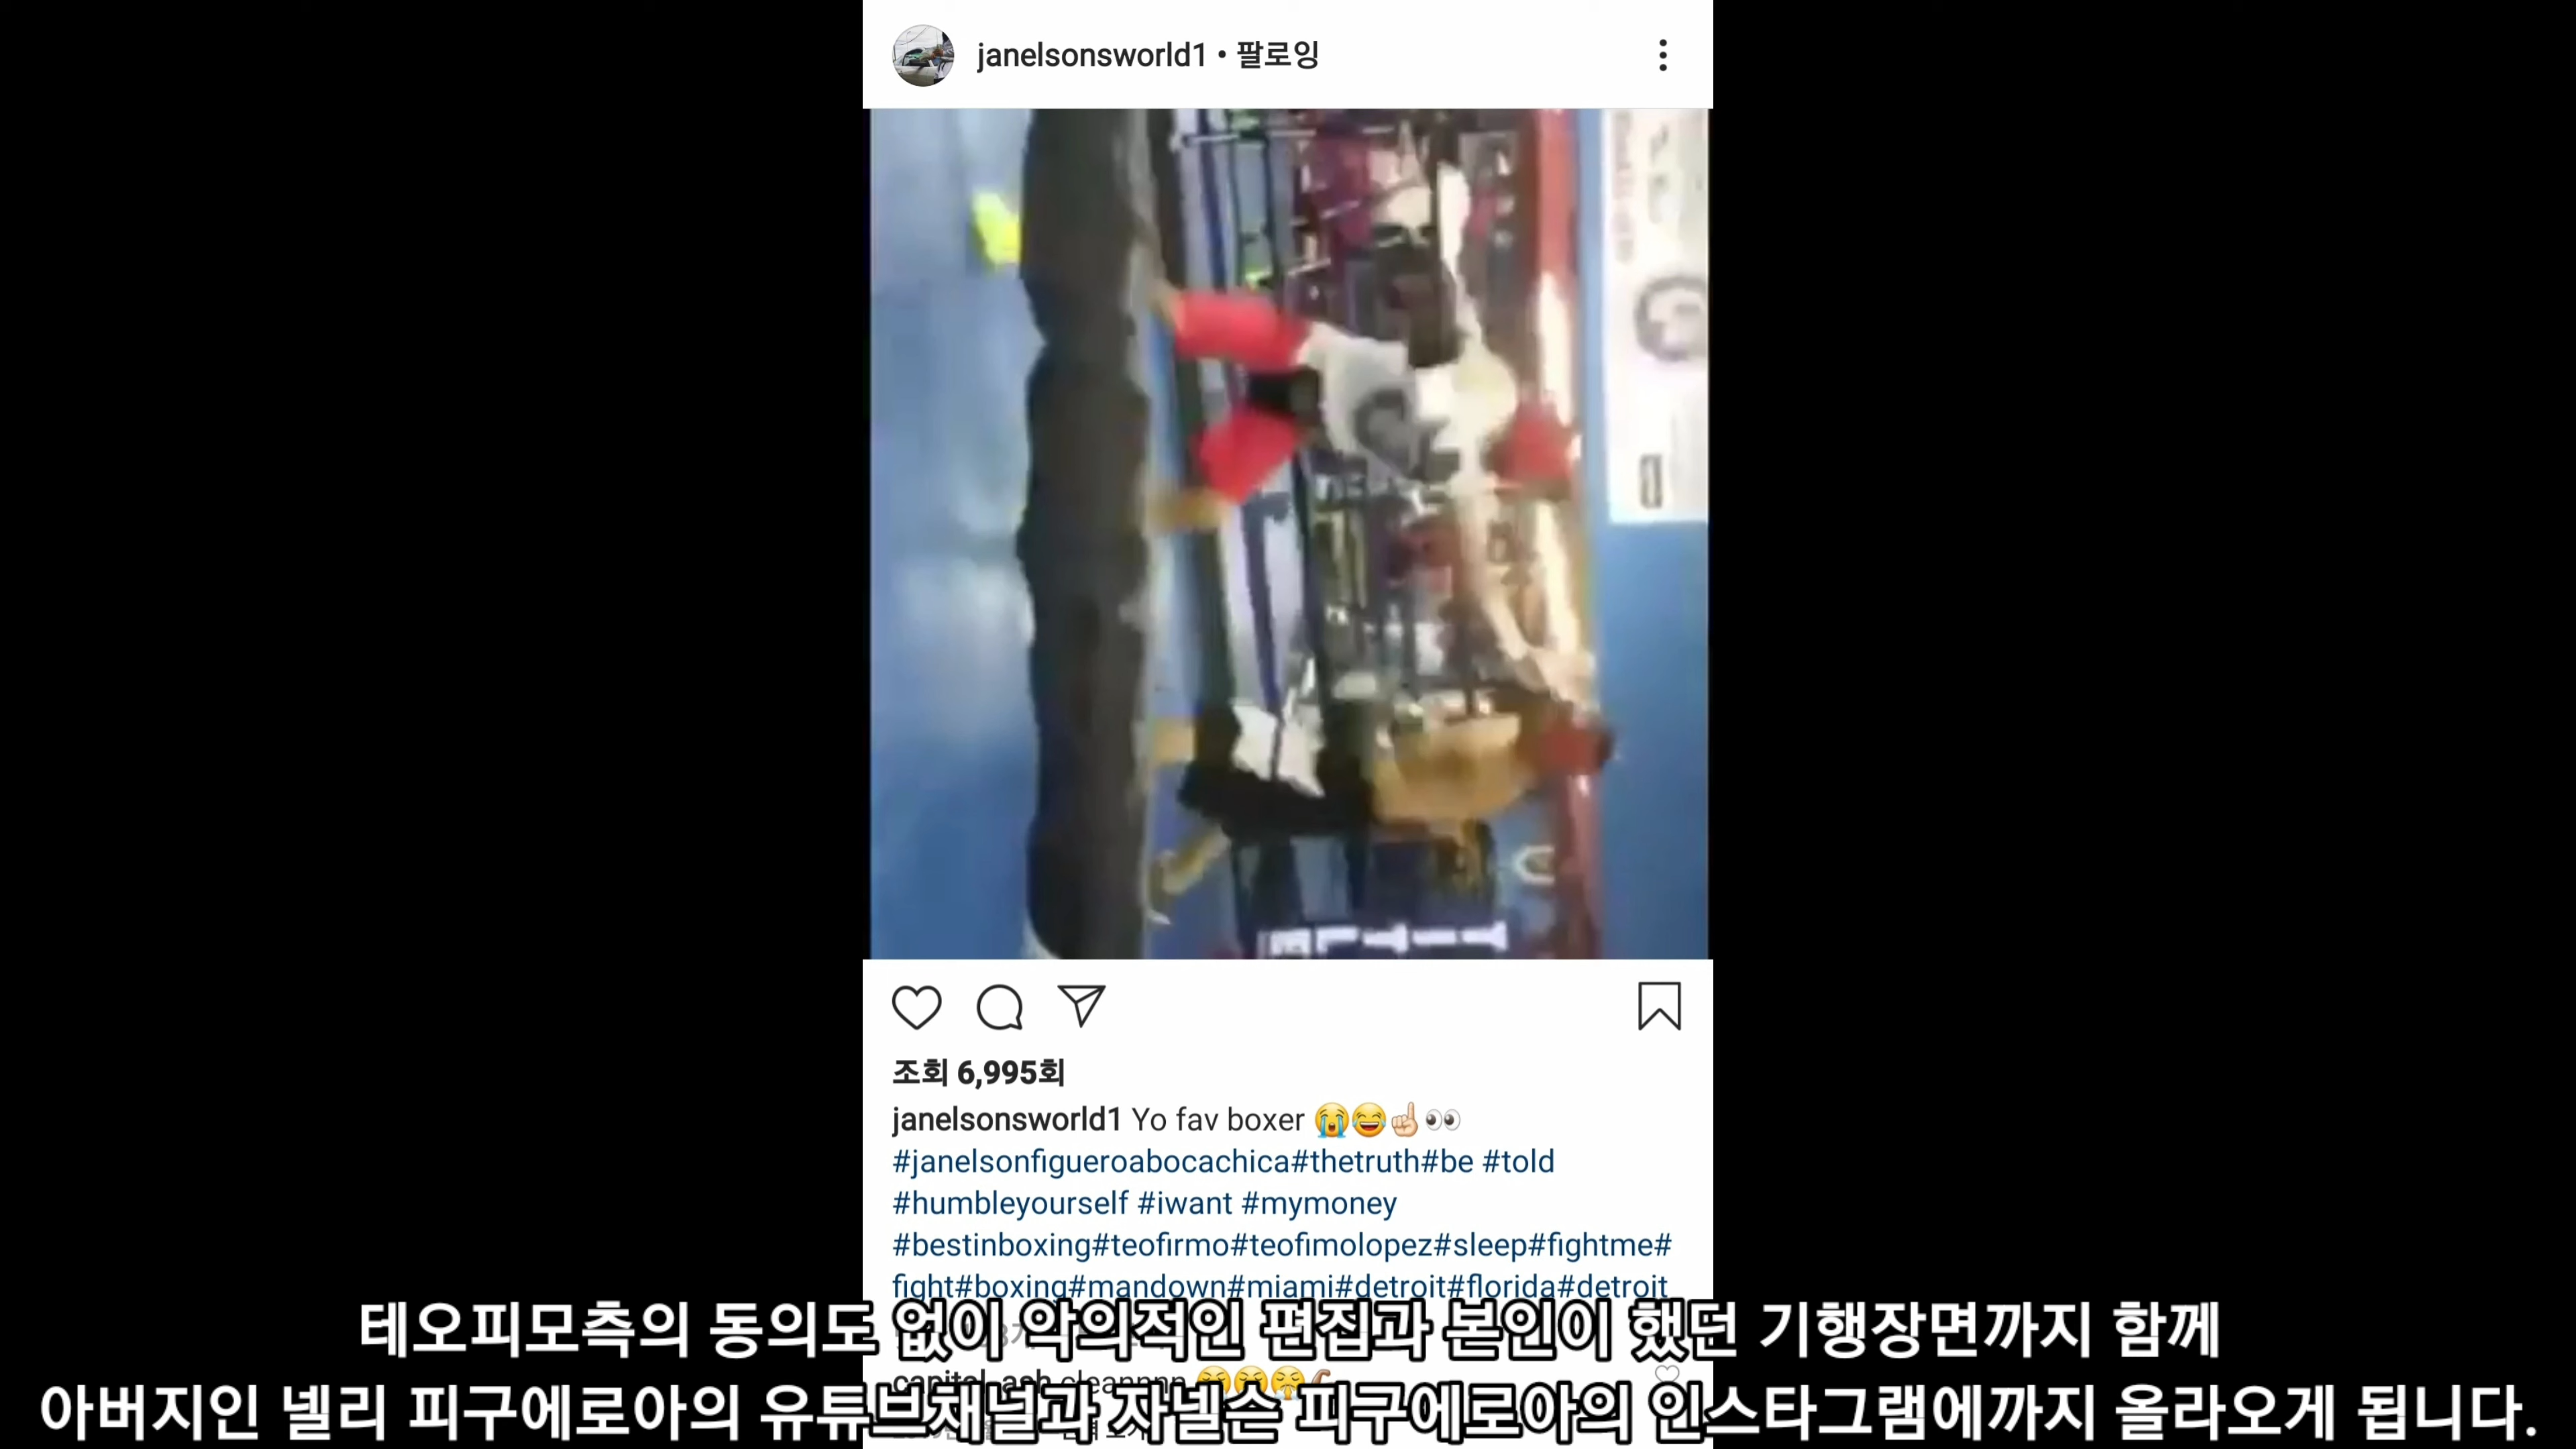 janelsonsworld1 • 팔로잉
조회 6,995회
janelsonsworld1 Yo fav boxer 😭😂☝🏻👀
#janelsonfigueroabocachica#thetruth#be #told
#humbleyourself #iwant #mymoney
#bestinboxing#teofirmo#teofimolopez#sleep#fightme#
fight#boxing#mandown#miami#detroit#florida#detroit
테오피모측의 동의도 없이 악의적인 편집과 본인이 했던 기행장면까지 함께
capital_ash cleannnn
아버지인 넬리 피구에로아의 유튜브채널과 자넬슨 피구에로아의 인스타그램에까지 올라오게 됩니다.